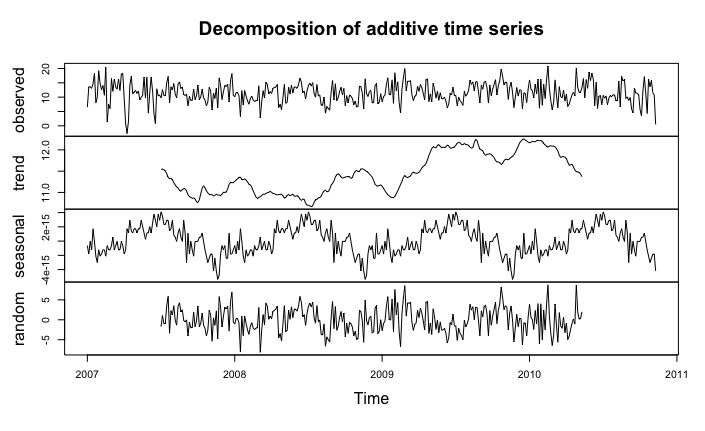 Decomposition of additive time series
observed
0 10 20
trend
11.0 12.0
seasonal
-4e-15 2e-15
random
-5 0 5
2007 2008 2009 2010 2011
Time